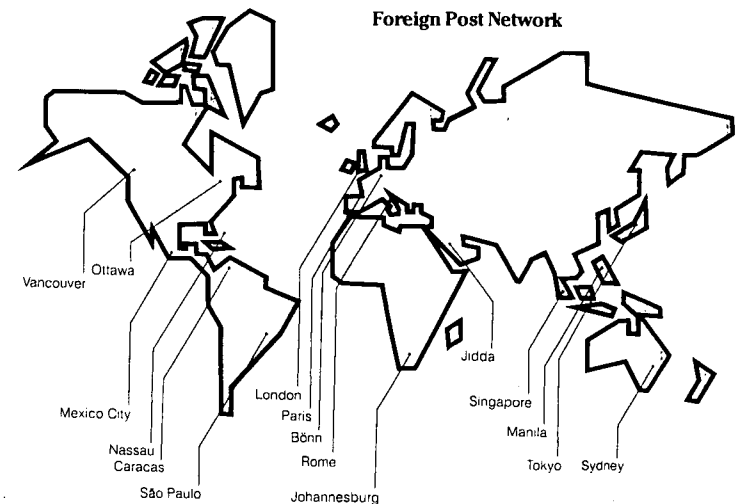 Foreign Post Network
Vancouver
Ottawa
Mexico City
Nassau
Caracas
São Paulo
London
Paris
Bönn
Rome
Johannesburg
Jidda
Singapore
Manila
Tokyo
Sydney